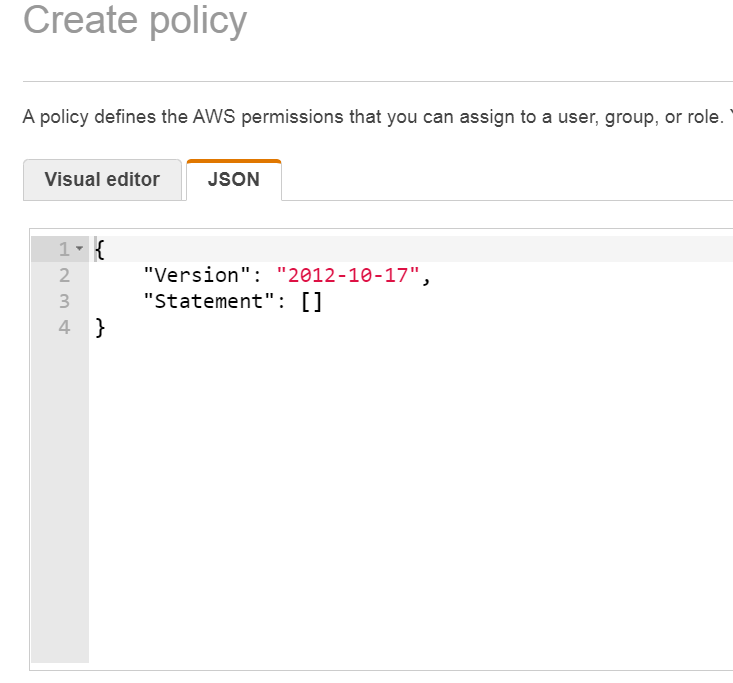 Create policy
A policy defines the AWS permissions that you can assign to a user, group, or role.
Visual editor JSON
1 {
2 "Version": "2012-10-17",
3 "Statement": []
4 }